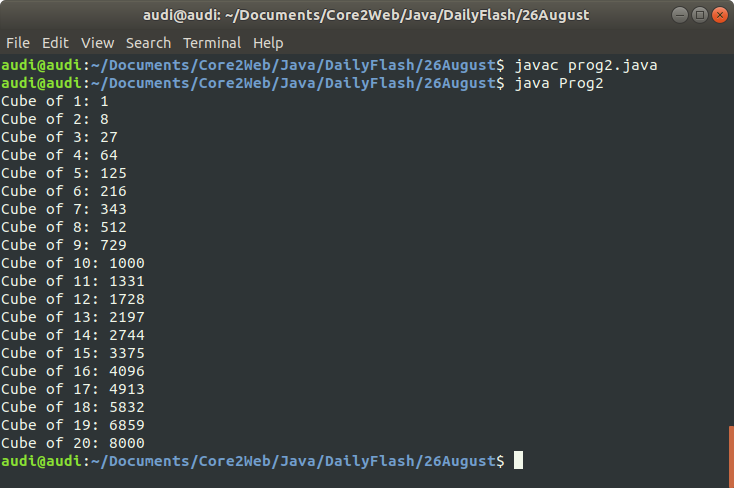 audi@audi: ~/Documents/Core2Web/Java/DailyFlash/26August
File Edit View Search Terminal Help
audi@audi:~/Documents/Core2Web/Java/DailyFlash/26August$ javac prog2.java
audi@audi:~/Documents/Core2Web/Java/DailyFlash/26August$ java Prog2
Cube of 1: 1
Cube of 2: 8
Cube of 3: 27
Cube of 4: 64
Cube of 5: 125
Cube of 6: 216
Cube of 7: 343
Cube of 8: 512
Cube of 9: 729
Cube of 10: 1000
Cube of 11: 1331
Cube of 12: 1728
Cube of 13: 2197
Cube of 14: 2744
Cube of 15: 3375
Cube of 16: 4096
Cube of 17: 4913
Cube of 18: 5832
Cube of 19: 6859
Cube of 20: 8000
audi@audi:~/Documents/Core2Web/Java/DailyFlash/26August$